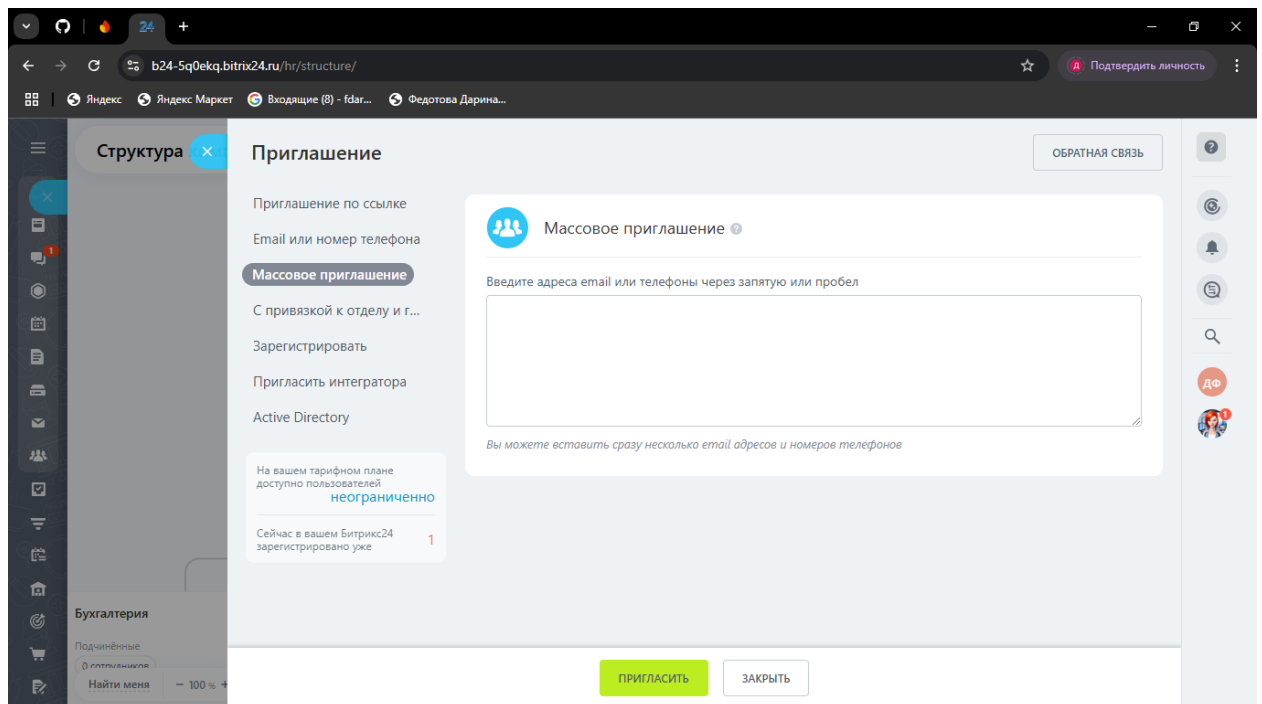 24
b24-5q0ekq.bitrix24.ru/hr/structure/
Д Подтвердить личность
Яндекс Яндекс Маркет Входящие (8) - fdar... Федотова Дарина...
Структура
Приглашение
ОБРАТНАЯ СВЯЗЬ
Приглашение по ссылке
Email или номер телефона
Массовое приглашение
С привязкой к отделу и г...
Зарегистрировать
Пригласить интегратора
Active Directory
На вашем тарифном плане
доступно пользователей
неограниченно
Сейчас в вашем Битрикс24
зарегистрировано уже
1
Массовое приглашение
Введите адреса email или телефоны через запятую или пробел
Вы можете вставить сразу несколько email адресов и номеров телефонов
1
ДФ
1
Бухгалтерия
Подчинённые
0 сотрудников
Найти меня − 100 % +
ПРИГЛАСИТЬ ЗАКРЫТЬ